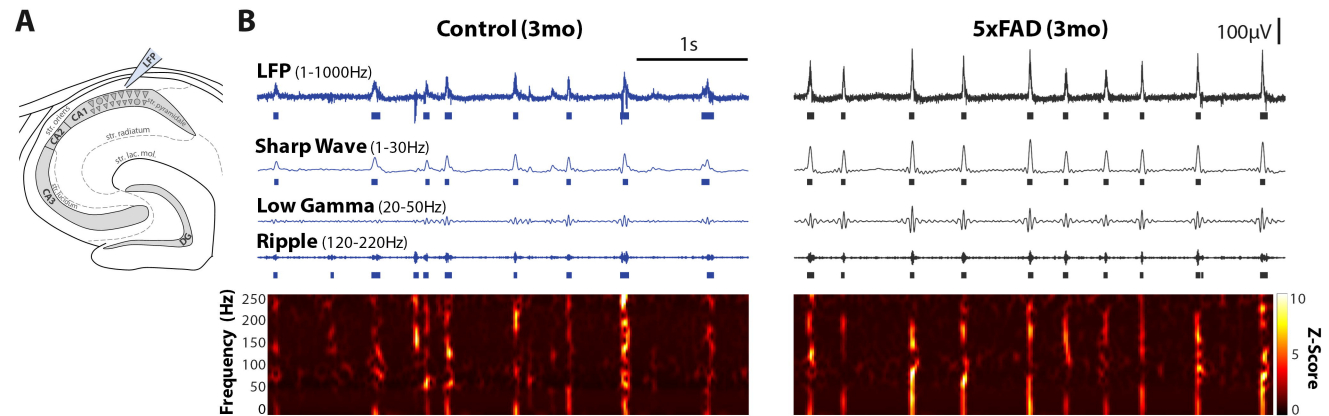 A
LFP
str. oriens
CA1
CA2
CA3
str. pyramidale
str. radiatum
str. lac. mol.
str. lucidum
DG
B
Control (3mo)
5xFAD (3mo)
1s
100µV
LFP (1-1000Hz)
Sharp Wave (1-30Hz)
Low Gamma (20-50Hz)
Ripple (120-220Hz)
Frequency (Hz)
250
200
150
100
50
0
10
5
0
Z-Score